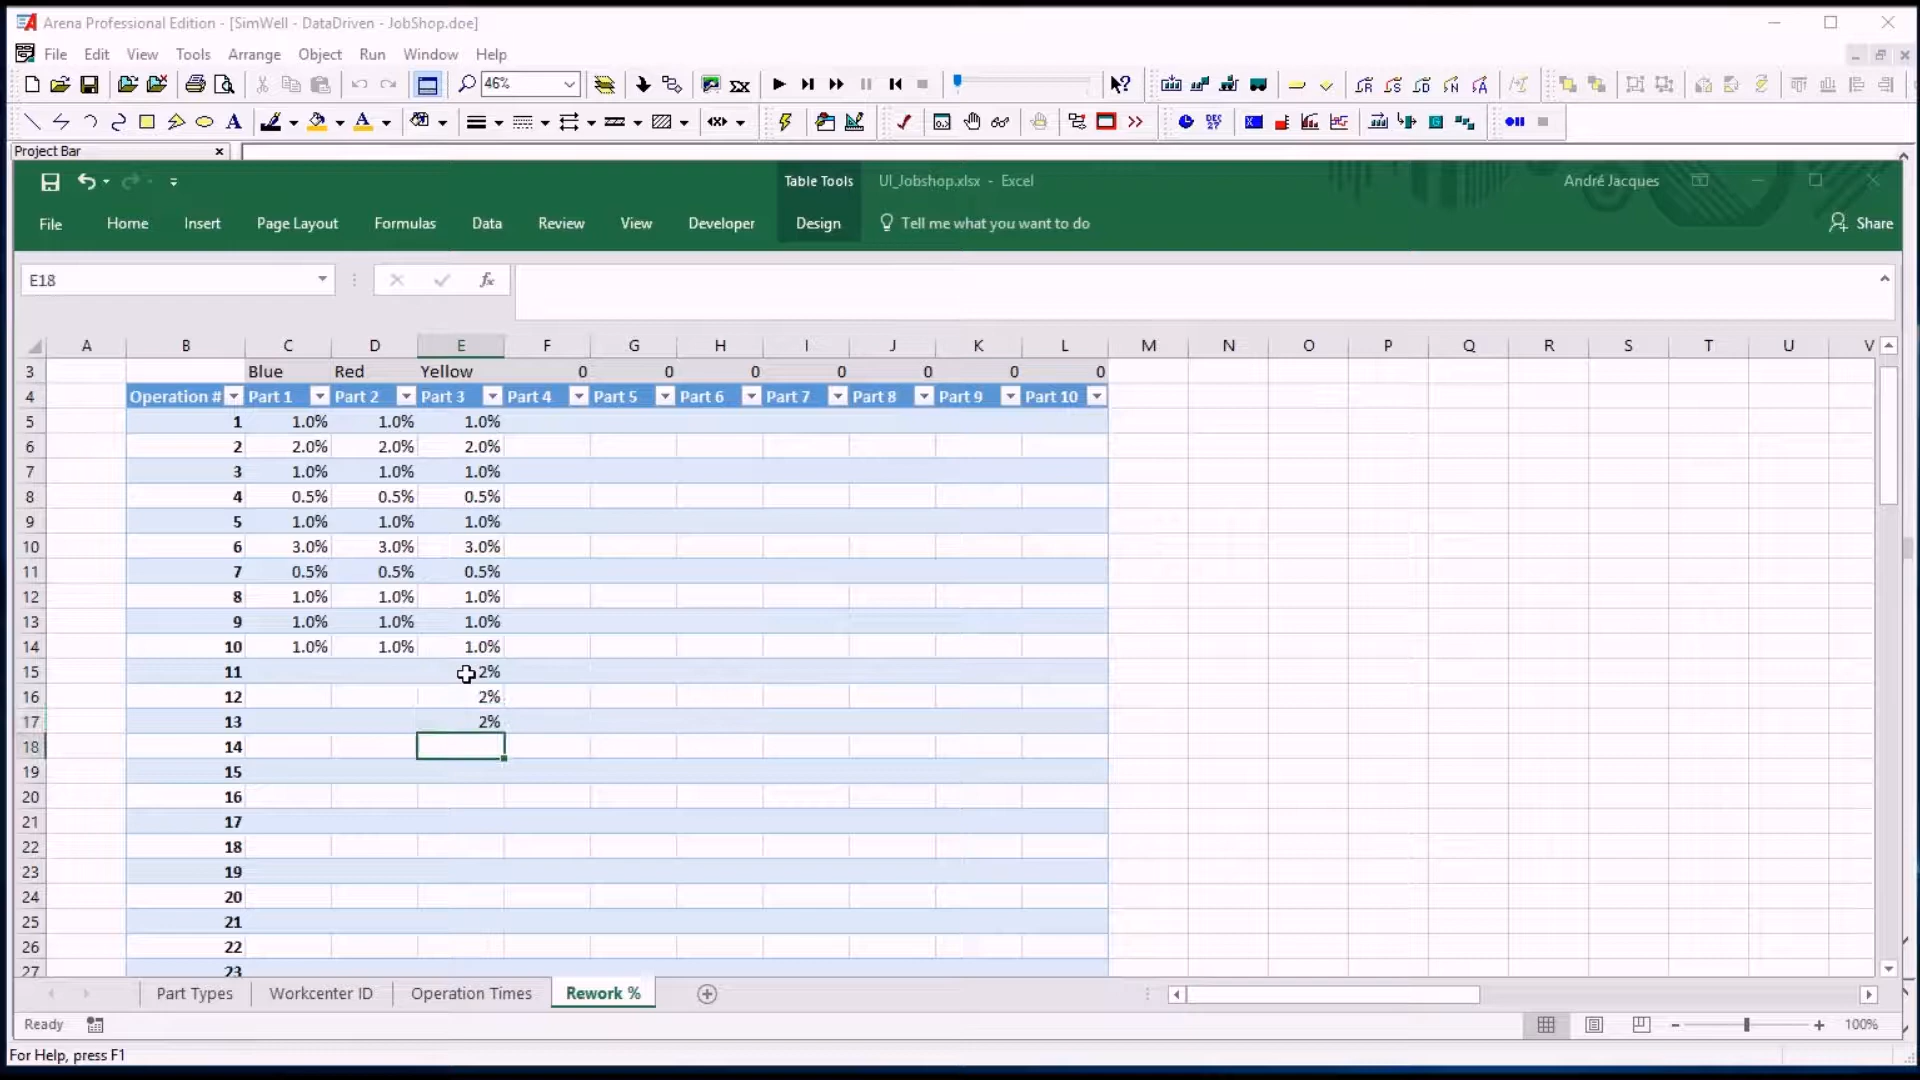 Arena Professional Edition - [SimWell - DataDriven - JobShop.doe]
File Edit View Tools Arrange Object Run Window Help
46%
Project Bar
Table Tools UI_Jobshop.xlsx - Excel André Jacques
File Home Insert Page Layout Formulas Data Review View Developer Design Tell me what you want to do Share
E18 fx
A B C D E F G H I J K L M N O P Q R S T U V
3 Blue Red Yellow 0 0 0 0 0 0 0
4 Operation # Part 1 Part 2 Part 3 Part 4 Part 5 Part 6 Part 7 Part 8 Part 9 Part 10
5 1 1.0% 1.0% 1.0%
6 2 2.0% 2.0% 2.0%
7 3 1.0% 1.0% 1.0%
8 4 0.5% 0.5% 0.5%
9 5 1.0% 1.0% 1.0%
10 6 3.0% 3.0% 3.0%
11 7 0.5% 0.5% 0.5%
12 8 1.0% 1.0% 1.0%
13 9 1.0% 1.0% 1.0%
14 10 1.0% 1.0% 1.0%
15 11 2%
16 12 2%
17 13 2%
18 14
19 15
20 16
21 17
22 18
23 19
24 20
25 21
26 22
27 23
Part Types Workcenter ID Operation Times Rework %
Ready 100%
For Help, press F1